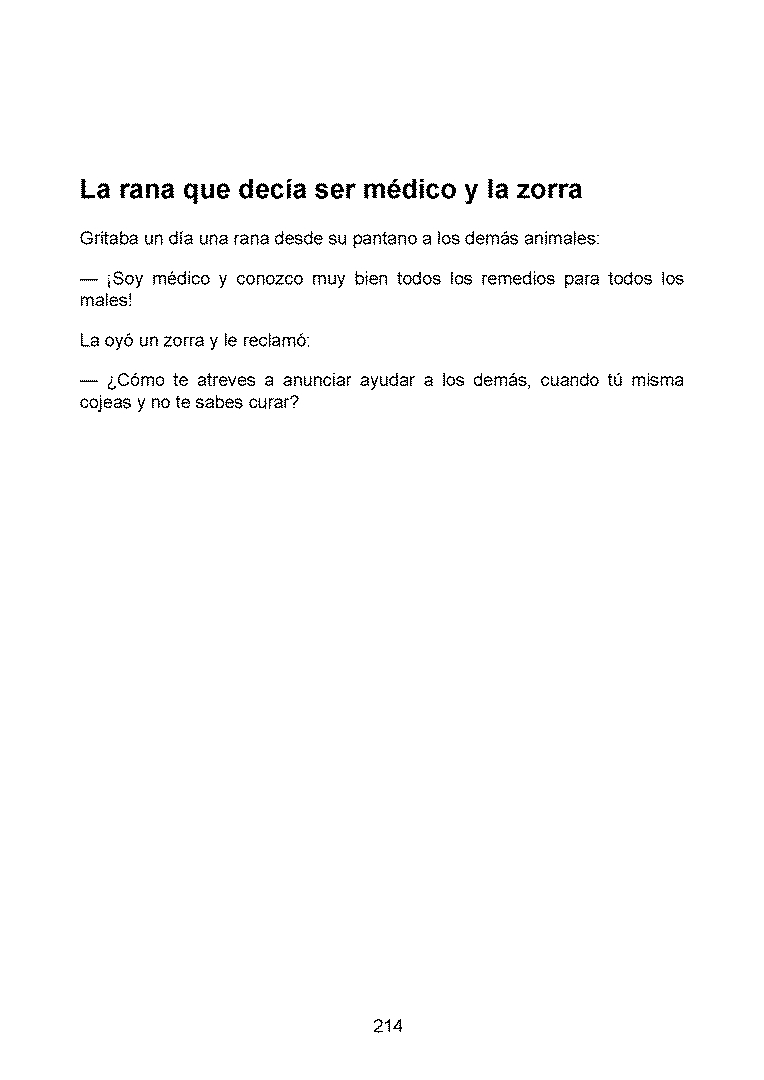 La rana que decía ser médico y la zorra
Gritaba un día una rana desde su pantano a los demás animales:
— ¡Soy médico y conozco muy bien todos los remedios para todos los
males!
La oyó un zorra y le reclamó:
— ¿Cómo te atreves a anunciar ayudar a los demás, cuando tú misma
cojeas y no te sabes curar?
214